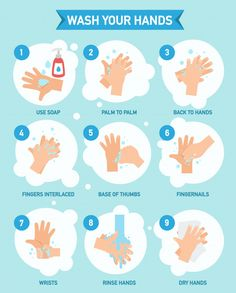 WASH YOUR HANDS
1
2
3
USE SOAP
PALM TO PALM
BACK TO HANDS
4
5
6
FINGERS INTERLACED
BASE OF THUMBS
FINGERNAILS
7
8
9
WRISTS
RINSE HANDS
DRY HANDS